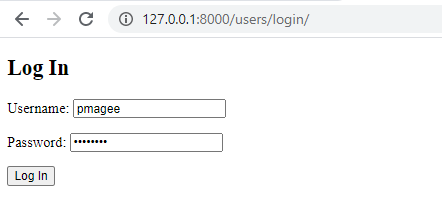 127.0.0.1:8000/users/login/
Log In
Username: pmagee
Password: ••••••••
Log In